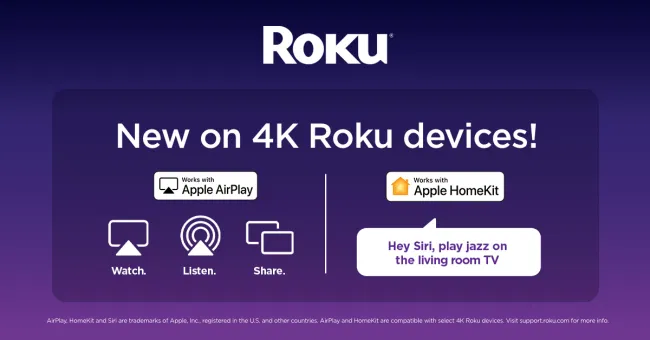 Roku
New on 4K Roku devices!
Works with
Apple AirPlay
Watch.
Listen.
Share.
Works with
Apple HomeKit
Hey Siri, play jazz on
the living room TV
AirPlay, HomeKit and Siri are trademarks of Apple, Inc., registered in the U.S. and other countries. AirPlay and HomeKit are compatible with select 4K Roku devices. Visit support.roku.com for more info.